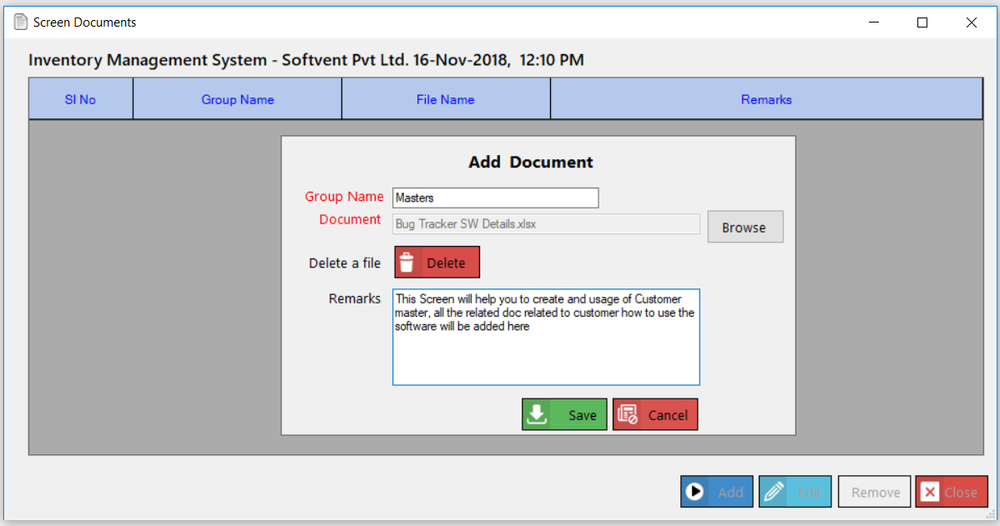 Screen Documents
Inventory Management System - Softvent Pvt Ltd. 16-Nov-2018, 12:10 PM
Sl No Group Name File Name Remarks
Add Document
Group Name Masters
Document Bug Tracker SW Details.xlsx Browse
Delete a file Delete
Remarks This Screen will help you to create and usage of Customer
master, all the related doc related to customer how to use the
software will be added here
Save Cancel
Add Edit Remove Close